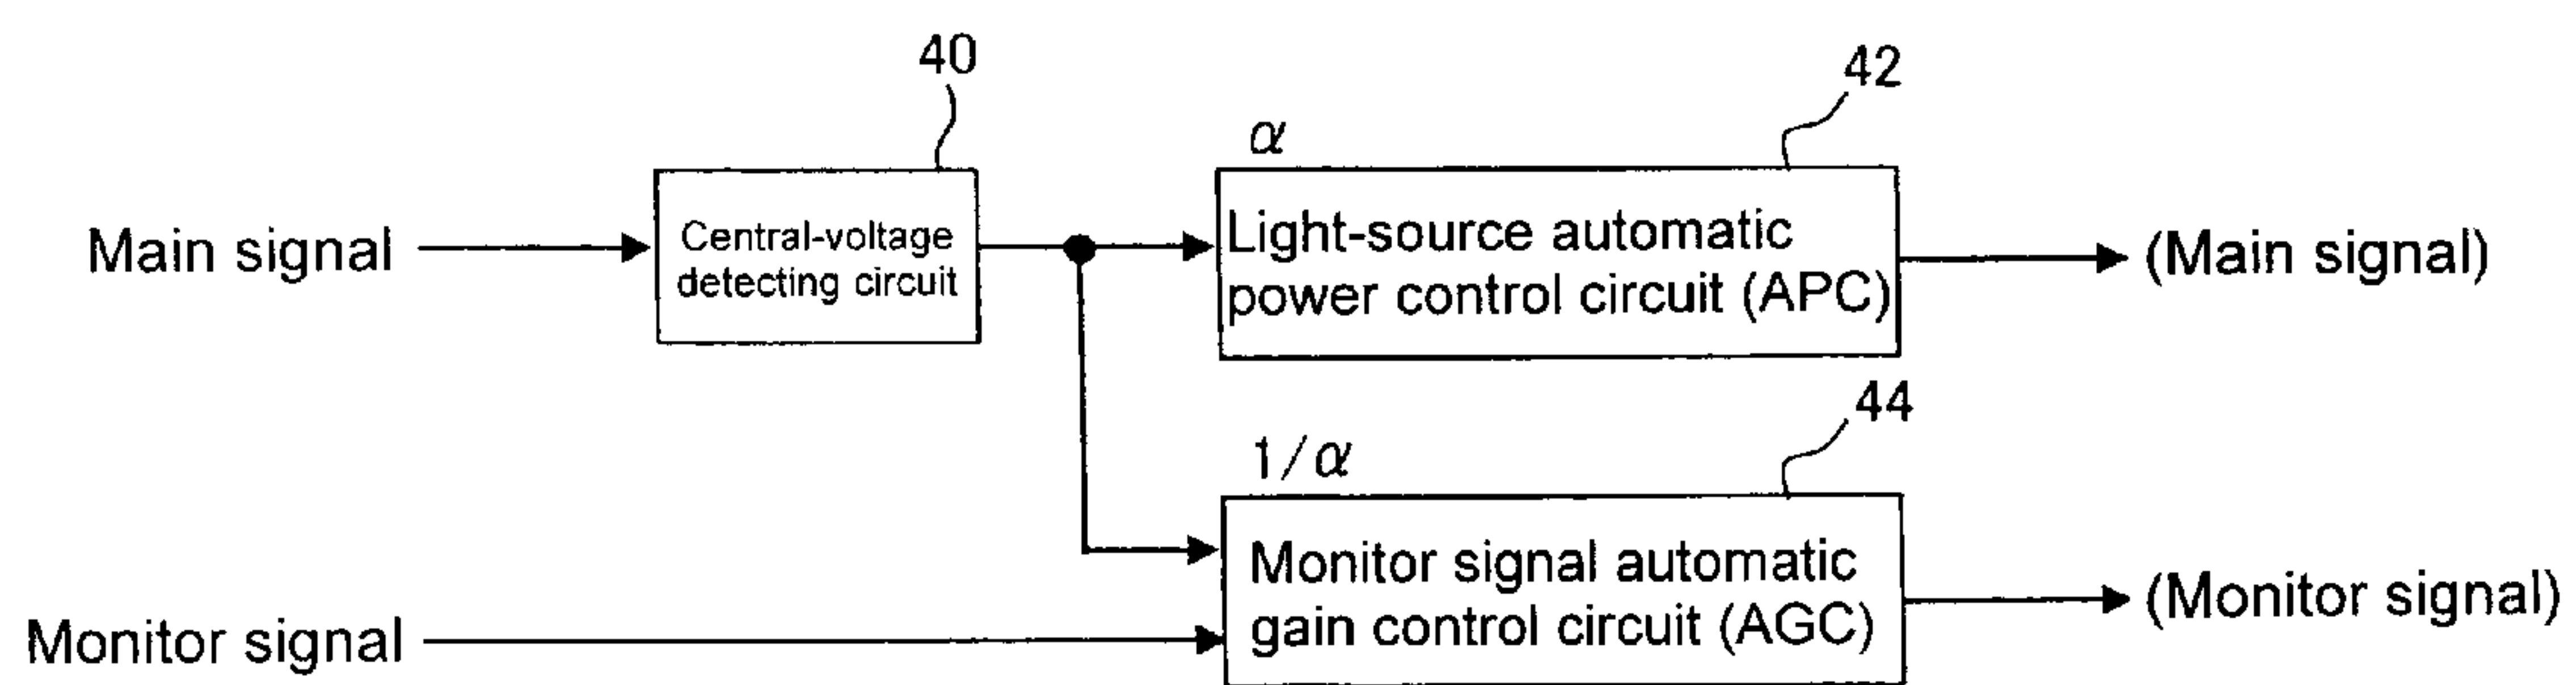 40
42
α
Main signal
Central-voltage
detecting circuit
Light-source automatic
power control circuit (APC)
(Main signal)
44
1/α
Monitor signal automatic
gain control circuit (AGC)
Monitor signal
(Monitor signal)